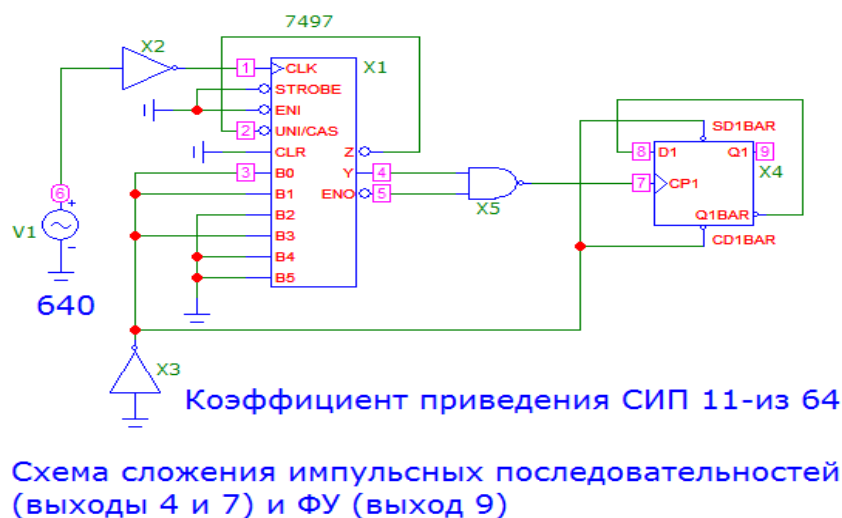 7497
X2
1
CLK
X1
STROBE
ENI
2
UNI/CAS
CLR
Z
3
B0
Y
4
B1
ENO
5
X5
B2
B3
B4
B5
SD1BAR
8
D1
Q1
9
X4
7
CP1
Q1BAR
CD1BAR
6
+
V1
−
640
X3
Коэффициент приведения СИП 11-из 64
Схема сложения импульсных последовательностей
(выходы 4 и 7) и ФУ (выход 9)